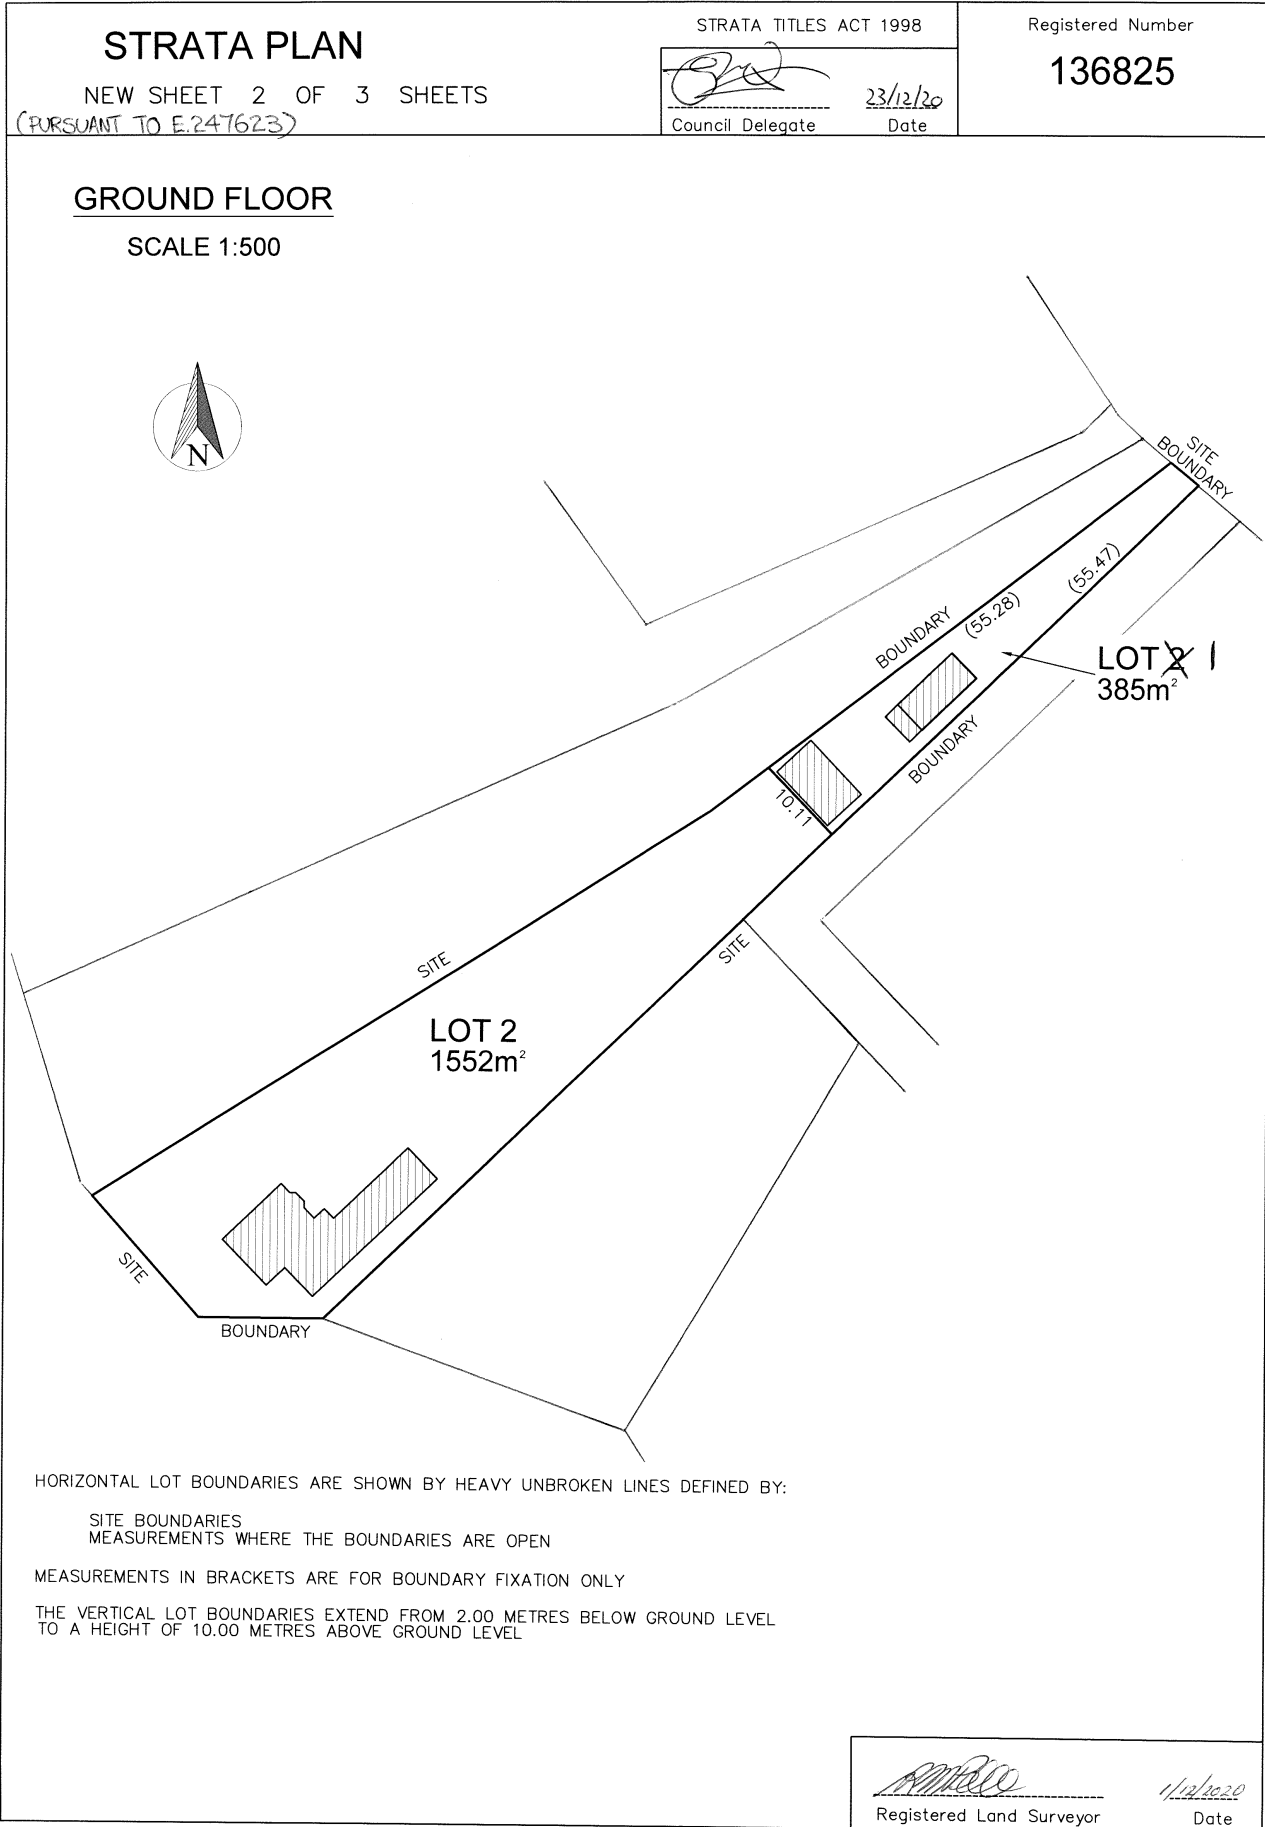 STRATA PLAN
NEW SHEET 2 OF 3 SHEETS
(PURSUANT TO E.247623)
STRATA TITLES ACT 1998
23/12/20
Council Delegate Date
Registered Number
136825
GROUND FLOOR
SCALE 1:500
N
SITE
BOUNDARY
(55.47)
(55.28)
BOUNDARY
LOT 2 1
385m²
BOUNDARY
10.11
SITE
SITE
LOT 2
1552m²
SITE
BOUNDARY
HORIZONTAL LOT BOUNDARIES ARE SHOWN BY HEAVY UNBROKEN LINES DEFINED BY:
SITE BOUNDARIES
MEASUREMENTS WHERE THE BOUNDARIES ARE OPEN
MEASUREMENTS IN BRACKETS ARE FOR BOUNDARY FIXATION ONLY
THE VERTICAL LOT BOUNDARIES EXTEND FROM 2.00 METRES BELOW GROUND LEVEL
TO A HEIGHT OF 10.00 METRES ABOVE GROUND LEVEL
1/12/2020
Registered Land Surveyor Date